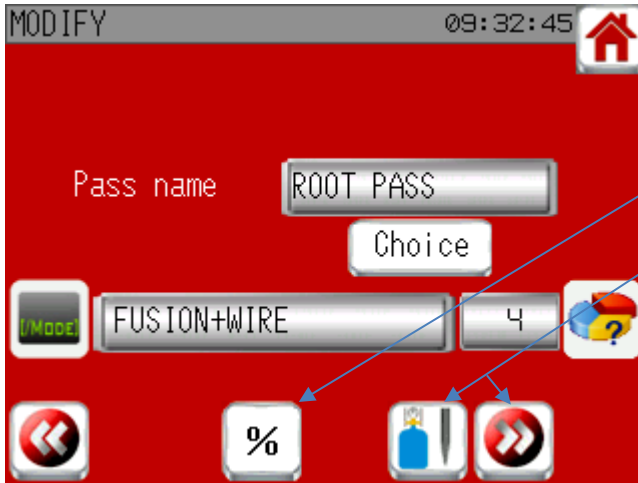 MODIFY 09:32:45
Pass name ROOT PASS
Choice
[/MODE] FUSION+WIRE 4 ?
%